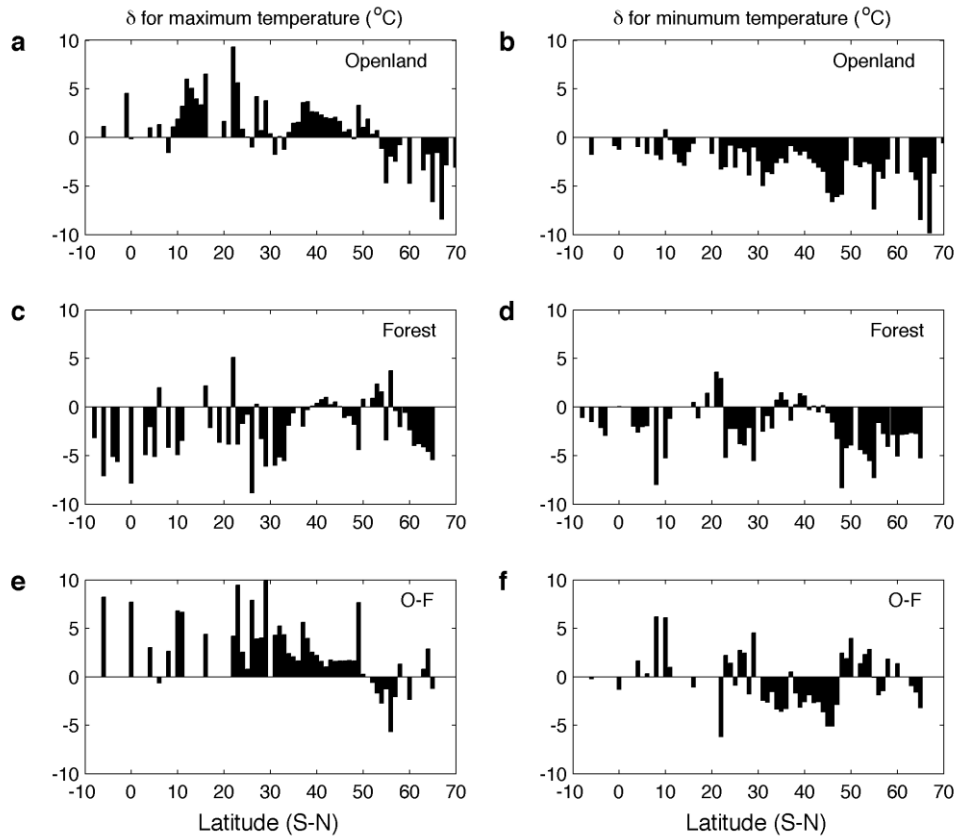 δ for maximum temperature (°C)
δ for minumum temperature (°C)
a
10
5
0
-5
-10
Openland
-10 0 10 20 30 40 50 60 70
b
10
5
0
-5
-10
Openland
-10 0 10 20 30 40 50 60 70
c
10
5
0
-5
-10
Forest
-10 0 10 20 30 40 50 60 70
d
10
5
0
-5
-10
Forest
-10 0 10 20 30 40 50 60 70
e
10
5
0
-5
-10
O-F
-10 0 10 20 30 40 50 60 70
Latitude (S-N)
f
10
5
0
-5
-10
O-F
-10 0 10 20 30 40 50 60 70
Latitude (S-N)